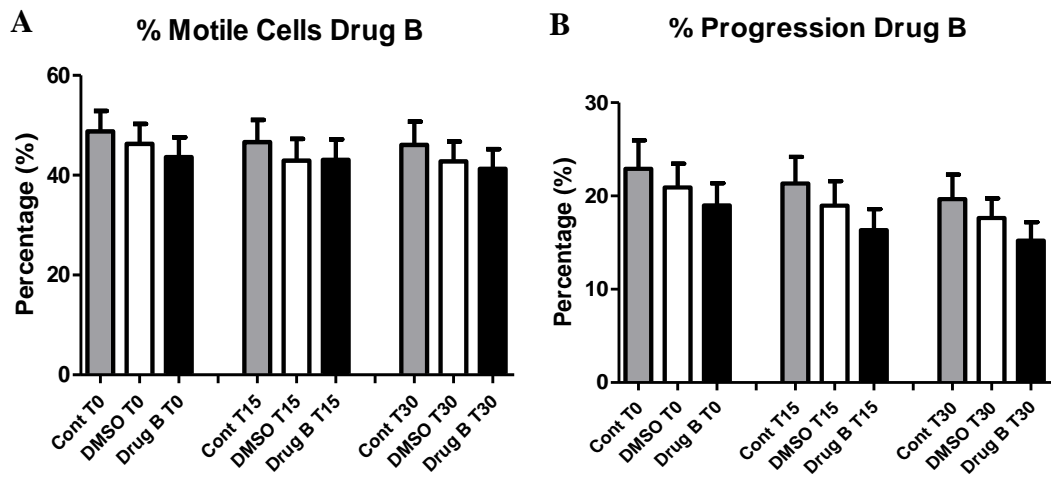 A
% Motile Cells Drug B
Percentage (%)
60
40
20
0
Cont T0
DMSO T0
Drug B T0
Cont T15
DMSO T15
Drug B T15
Cont T30
DMSO T30
Drug B T30
B
% Progression Drug B
Percentage (%)
30
20
10
0
Cont T0
DMSO T0
Drug B T0
Cont T15
DMSO T15
Drug B T15
Cont T30
DMSO T30
Drug B T30